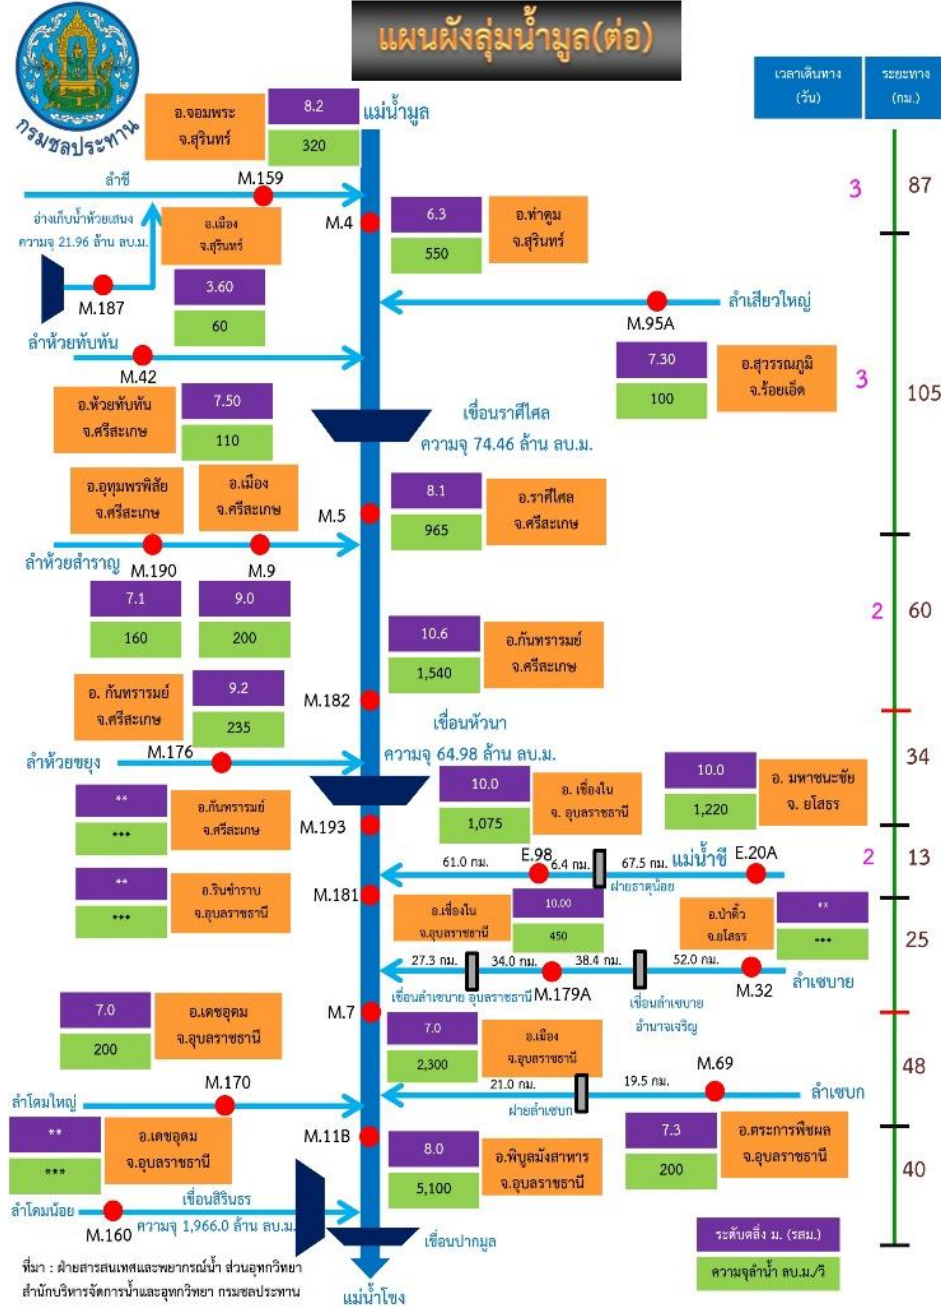 แผนผังลุ่มน้ำมูล(ต่อ)
กรมชลประทาน
เวลาเดินทาง
(วัน)
ระยะทาง
(กม.)
อ.จอมพระ
จ.สุรินทร์
8.2
320
แม่น้ำมูล
ลำชี
M.159
3
87
อ่างเก็บน้ำห้วยเสนง
ความจุ 21.96 ล้าน ลบ.ม.
อ.เมือง
จ.สุรินทร์
3.60
60
M.187
M.4
6.3
550
อ.ท่าตูม
จ.สุรินทร์
ลำเสียวใหญ่
M.95A
7.30
100
อ.สุวรรณภูมิ
จ.ร้อยเอ็ด
3
105
ลำห้วยทับทัน
M.42
อ.ห้วยทับทัน
จ.ศรีสะเกษ
7.50
110
เขื่อนราศีไศล
ความจุ 74.46 ล้าน ลบ.ม.
อ.อุทุมพรพิสัย
จ.ศรีสะเกษ
อ.เมือง
จ.ศรีสะเกษ
M.5
8.1
965
อ.ราศีไศล
จ.ศรีสะเกษ
ลำห้วยสำราญ
M.190
M.9
7.1
160
9.0
200
2
60
10.6
1,540
อ.กันทรารมย์
จ.ศรีสะเกษ
อ. กันทรารมย์
จ.ศรีสะเกษ
9.2
235
M.182
M.176
ลำห้วยขยุง
เขื่อนหัวนา
ความจุ 64.98 ล้าน ลบ.ม.
34
**
***
อ.กันทรารมย์
จ.ศรีสะเกษ
M.193
10.0
1,075
อ. เขื่องใน
จ. อุบลราชธานี
10.0
1,220
อ. มหาชนะชัย
จ. ยโสธร
61.0 กม.
E.98
6.4 กม.
67.5 กม.
แม่น้ำชี
E.20A
ฝายธาตุน้อย
2
13
**
***
อ.วารินชำราบ
จ.อุบลราชธานี
M.181
อ.เขื่องใน
จ.อุบลราชธานี
10.00
450
อ.ป่าติ้ว
จ.ยโสธร
**
***
25
27.3 กม.
34.0 กม.
38.4 กม.
52.0 กม.
เขื่อนลำเซบาย อุบลราชธานี
M.179A
เขื่อนลำเซบาย
อำนาจเจริญ
M.32
ลำเซบาย
7.0
200
อ.เดชอุดม
จ.อุบลราชธานี
M.7
7.0
2,300
อ.เมือง
จ.อุบลราชธานี
48
M.69
21.0 กม.
19.5 กม.
ฝายลำเซบก
ลำเซบก
M.170
ลำโดมใหญ่
**
***
อ.เดชอุดม
จ.อุบลราชธานี
M.11B
8.0
5,100
อ.พิบูลมังสาหาร
จ.อุบลราชธานี
7.3
200
อ.ตระการพืชผล
จ.อุบลราชธานี
40
ลำโดมน้อย
M.160
เขื่อนสิรินธร
ความจุ 1,966.0 ล้าน ลบ.ม.
เขื่อนปากมูล
ระดับตลิ่ง ม. (รสม.)
ความจุลำน้ำ ลบ.ม./วิ
ที่มา : ฝ่ายสารสนเทศและพยากรณ์น้ำ ส่วนอุทกวิทยา
สำนักบริหารจัดการน้ำและอุทกวิทยา กรมชลประทาน
แม่น้ำโขง